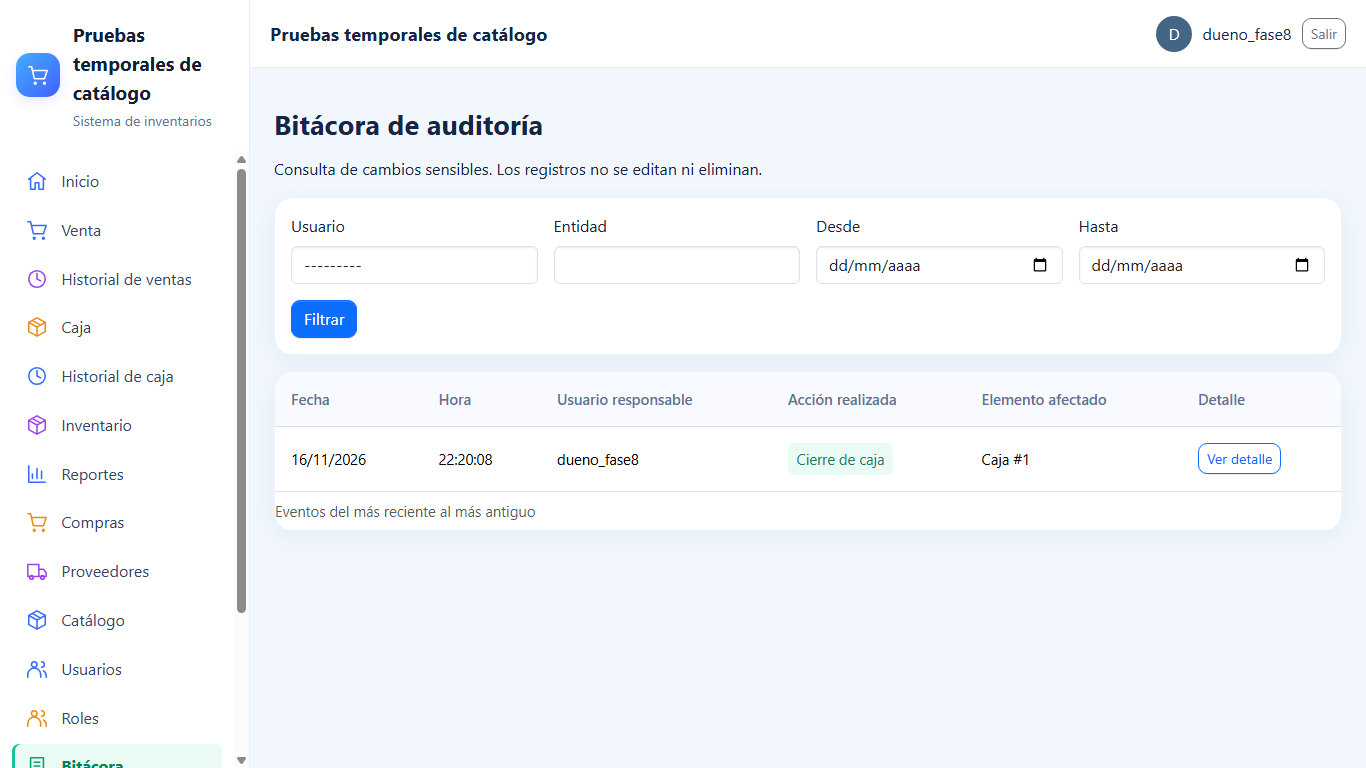 Pruebas
temporales de
catálogo
Sistema de inventarios
Inicio
Venta
Historial de ventas
Caja
Historial de caja
Inventario
Reportes
Compras
Proveedores
Catálogo
Usuarios
Roles
Bitácora
Pruebas temporales de catálogo
D dueno_fase8 Salir
Bitácora de auditoría
Consulta de cambios sensibles. Los registros no se editan ni eliminan.
Usuario Entidad Desde Hasta
--------- dd/mm/aaaa dd/mm/aaaa
Filtrar
Fecha Hora Usuario responsable Acción realizada Elemento afectado Detalle
16/11/2026 22:20:08 dueno_fase8 Cierre de caja Caja #1 Ver detalle
Eventos del más reciente al más antiguo